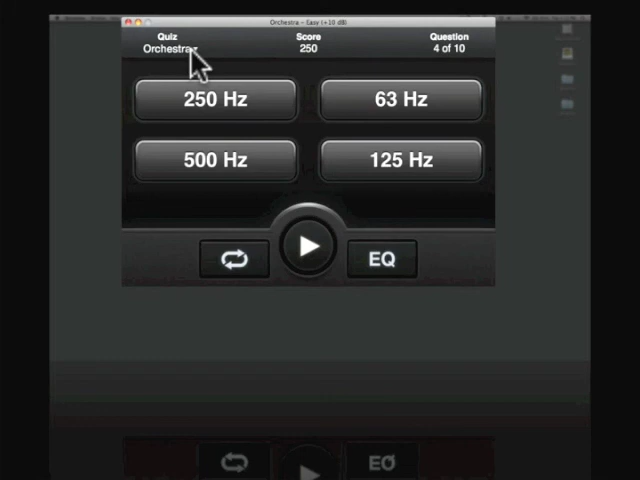 Orchestra – Easy (+10 dB)
Quiz
Orchestra
Score
250
Question
4 of 10
250 Hz
63 Hz
500 Hz
125 Hz
EQ